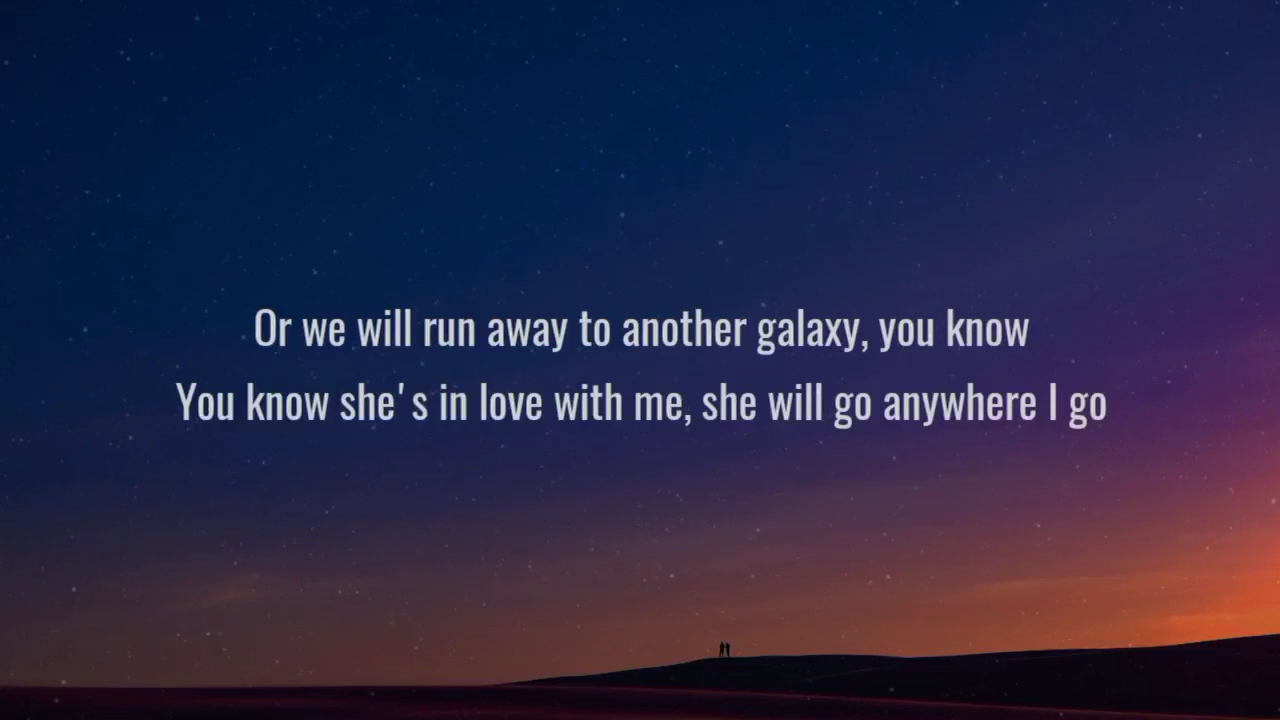 Or we will run away to another galaxy, you know
You know she's in love with me, she will go anywhere I go